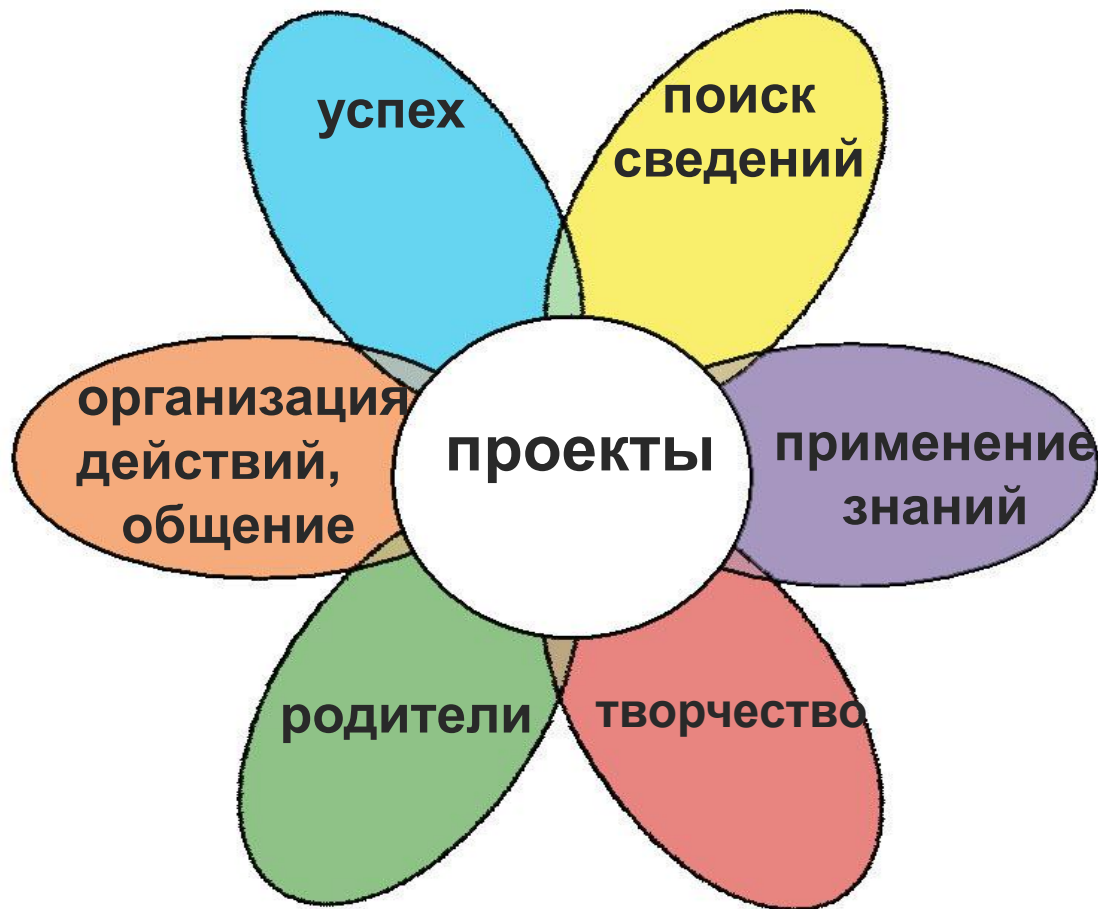 успех
поиск
сведений
организация
действий,
общение
проекты
применение
знаний
родители
творчество